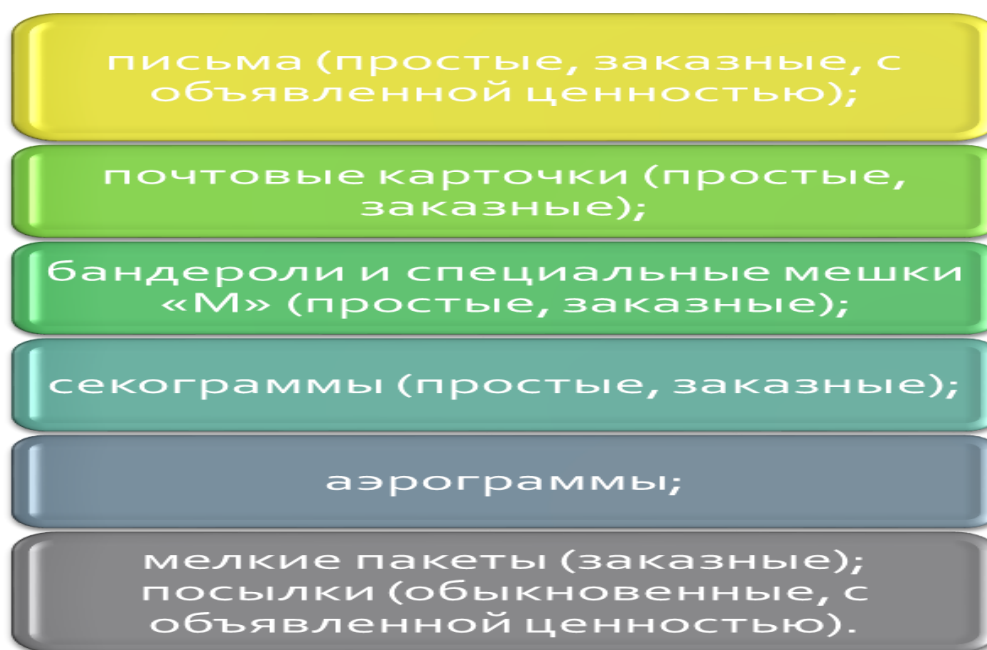 письма (простые, заказные, с
объявленной ценностью);
почтовые карточки (простые,
заказные);
бандероли и специальные мешки
«М» (простые, заказные);
секограммы (простые, заказные);
аэрограммы;
мелкие пакеты (заказные);
посылки (обыкновенные, с
объявленной ценностью).